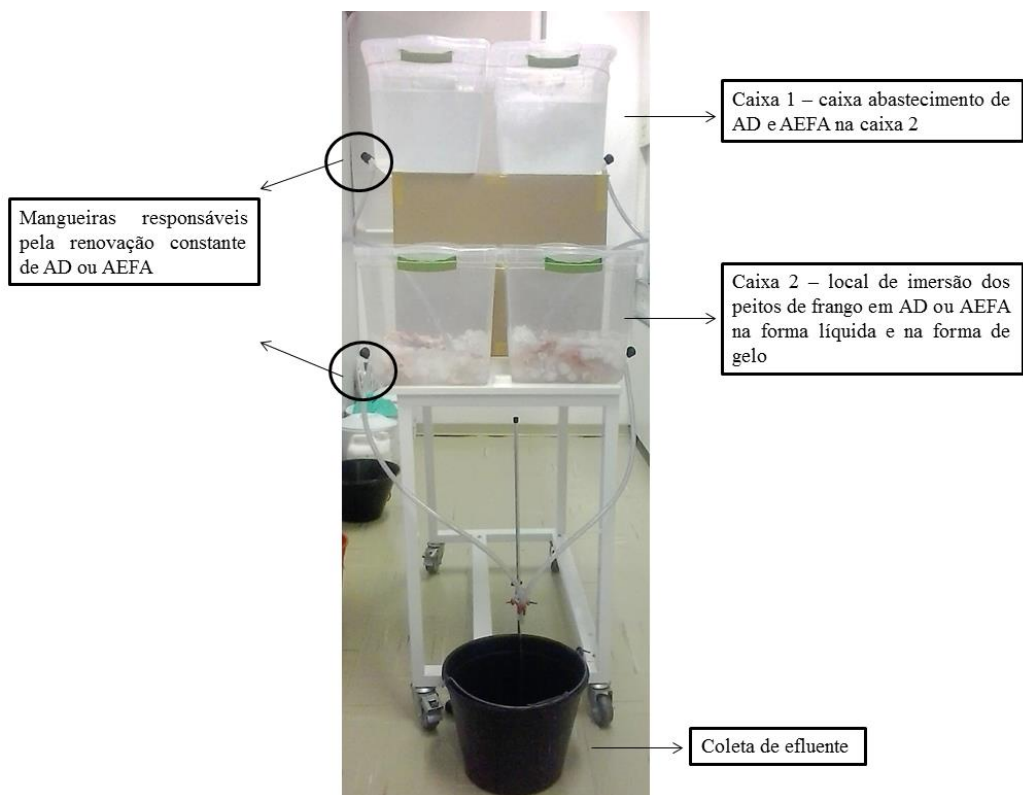 Caixa 1 – caixa abastecimento de
AD e AEFA na caixa 2
Mangueiras responsáveis
pela renovação constante
de AD ou AEFA
Caixa 2 – local de imersão dos
peitos de frango em AD ou AEFA
na forma líquida e na forma de
gelo
Coleta de efluente